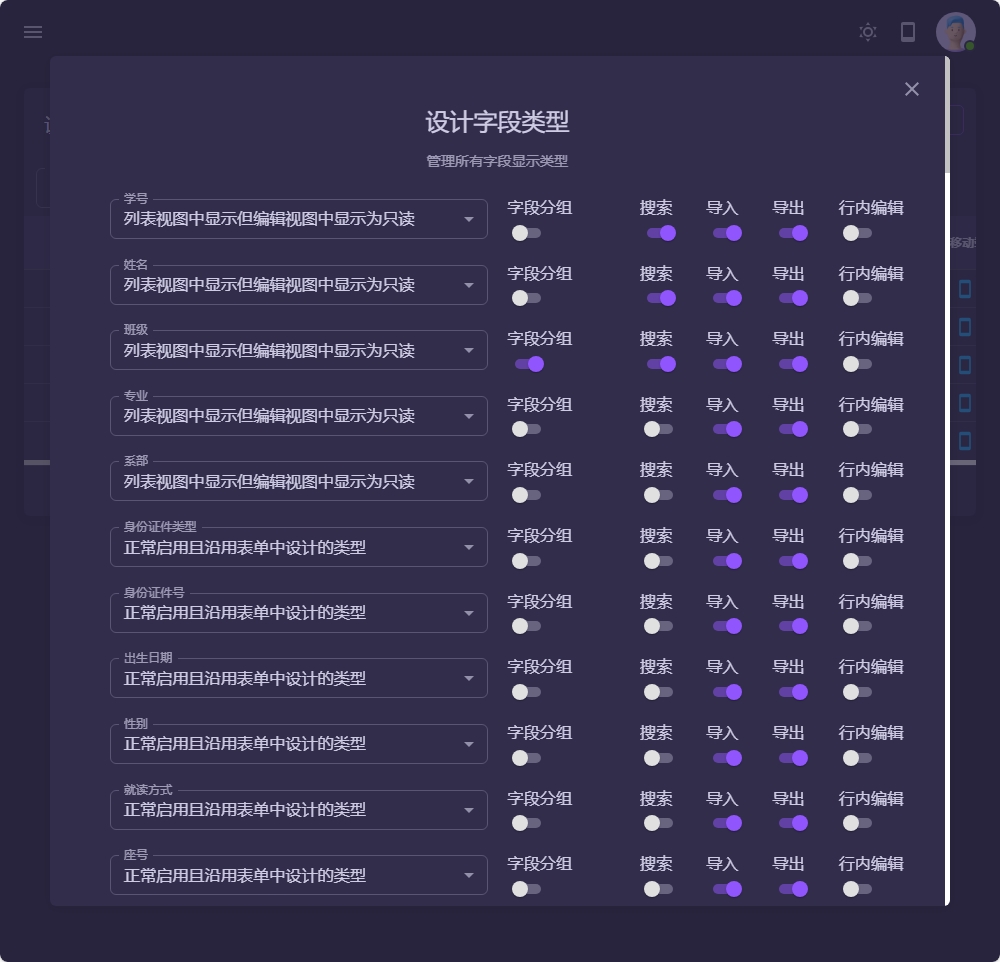 设计字段类型
管理所有字段显示类型
学号
列表视图中显示但编辑视图中显示为只读
字段分组 搜索 导入 导出 行内编辑
姓名
列表视图中显示但编辑视图中显示为只读
字段分组 搜索 导入 导出 行内编辑
班级
列表视图中显示但编辑视图中显示为只读
字段分组 搜索 导入 导出 行内编辑
专业
列表视图中显示但编辑视图中显示为只读
字段分组 搜索 导入 导出 行内编辑
系部
列表视图中显示但编辑视图中显示为只读
字段分组 搜索 导入 导出 行内编辑
身份证件类型
正常启用且沿用表单中设计的类型
字段分组 搜索 导入 导出 行内编辑
身份证件号
正常启用且沿用表单中设计的类型
字段分组 搜索 导入 导出 行内编辑
出生日期
正常启用且沿用表单中设计的类型
字段分组 搜索 导入 导出 行内编辑
性别
正常启用且沿用表单中设计的类型
字段分组 搜索 导入 导出 行内编辑
就读方式
正常启用且沿用表单中设计的类型
字段分组 搜索 导入 导出 行内编辑
座号
正常启用且沿用表单中设计的类型
字段分组 搜索 导入 导出 行内编辑
移动